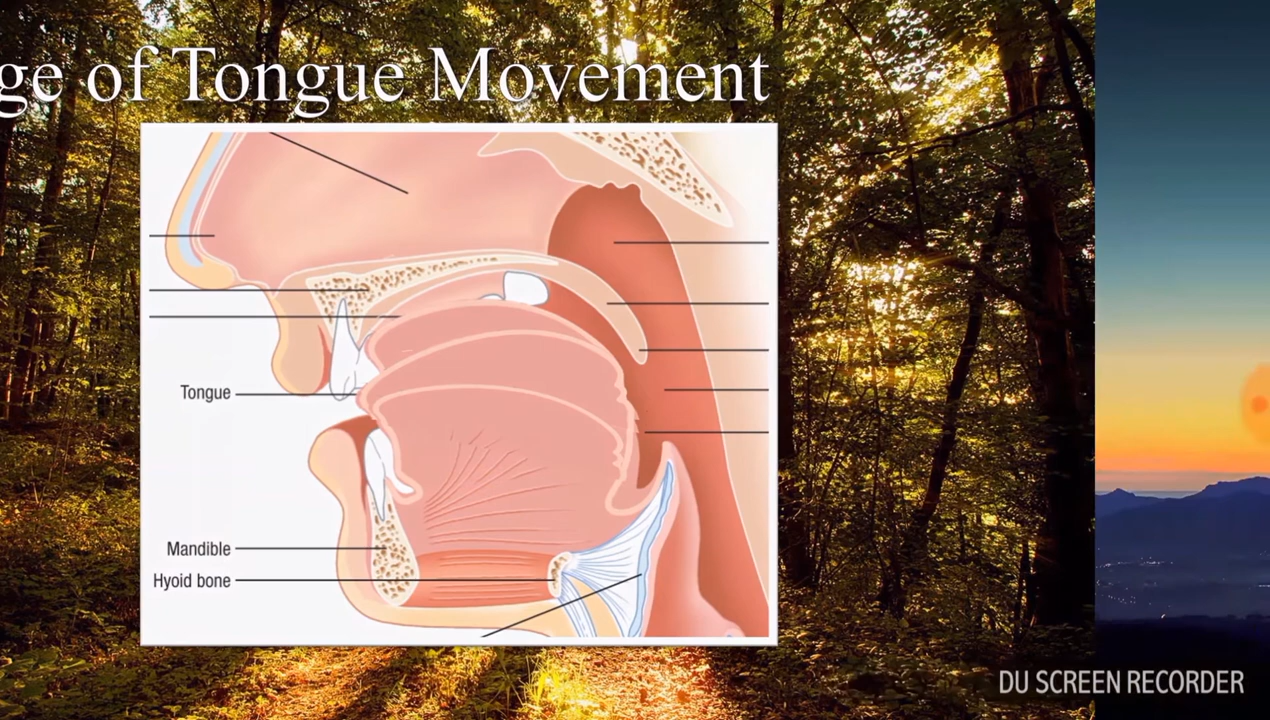 ge of Tongue Movement
Tongue
Mandible
Hyoid bone
DU SCREEN RECORDER